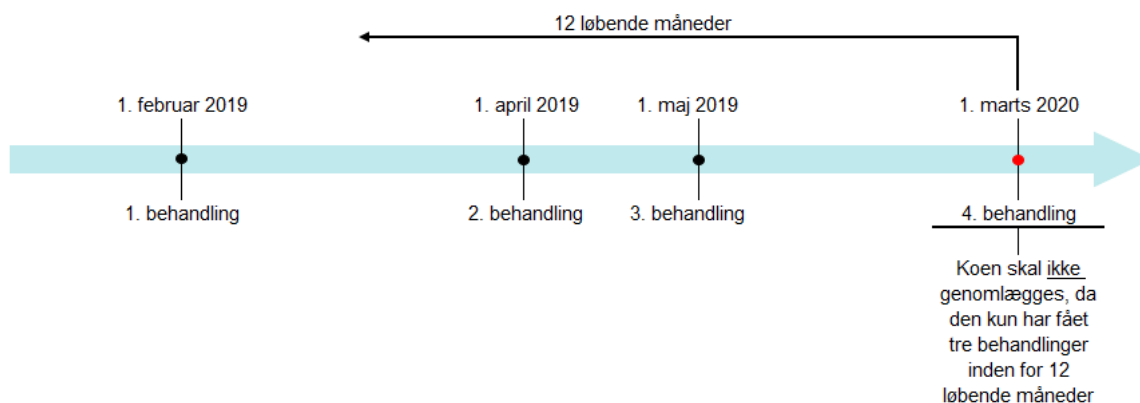 12 løbende måneder
1. februar 2019
1. april 2019
1. maj 2019
1. marts 2020
1. behandling
2. behandling
3. behandling
4. behandling
Koen skal ikke
genomlægges, da
den kun har fået
tre behandlinger
inden for 12
løbende måneder